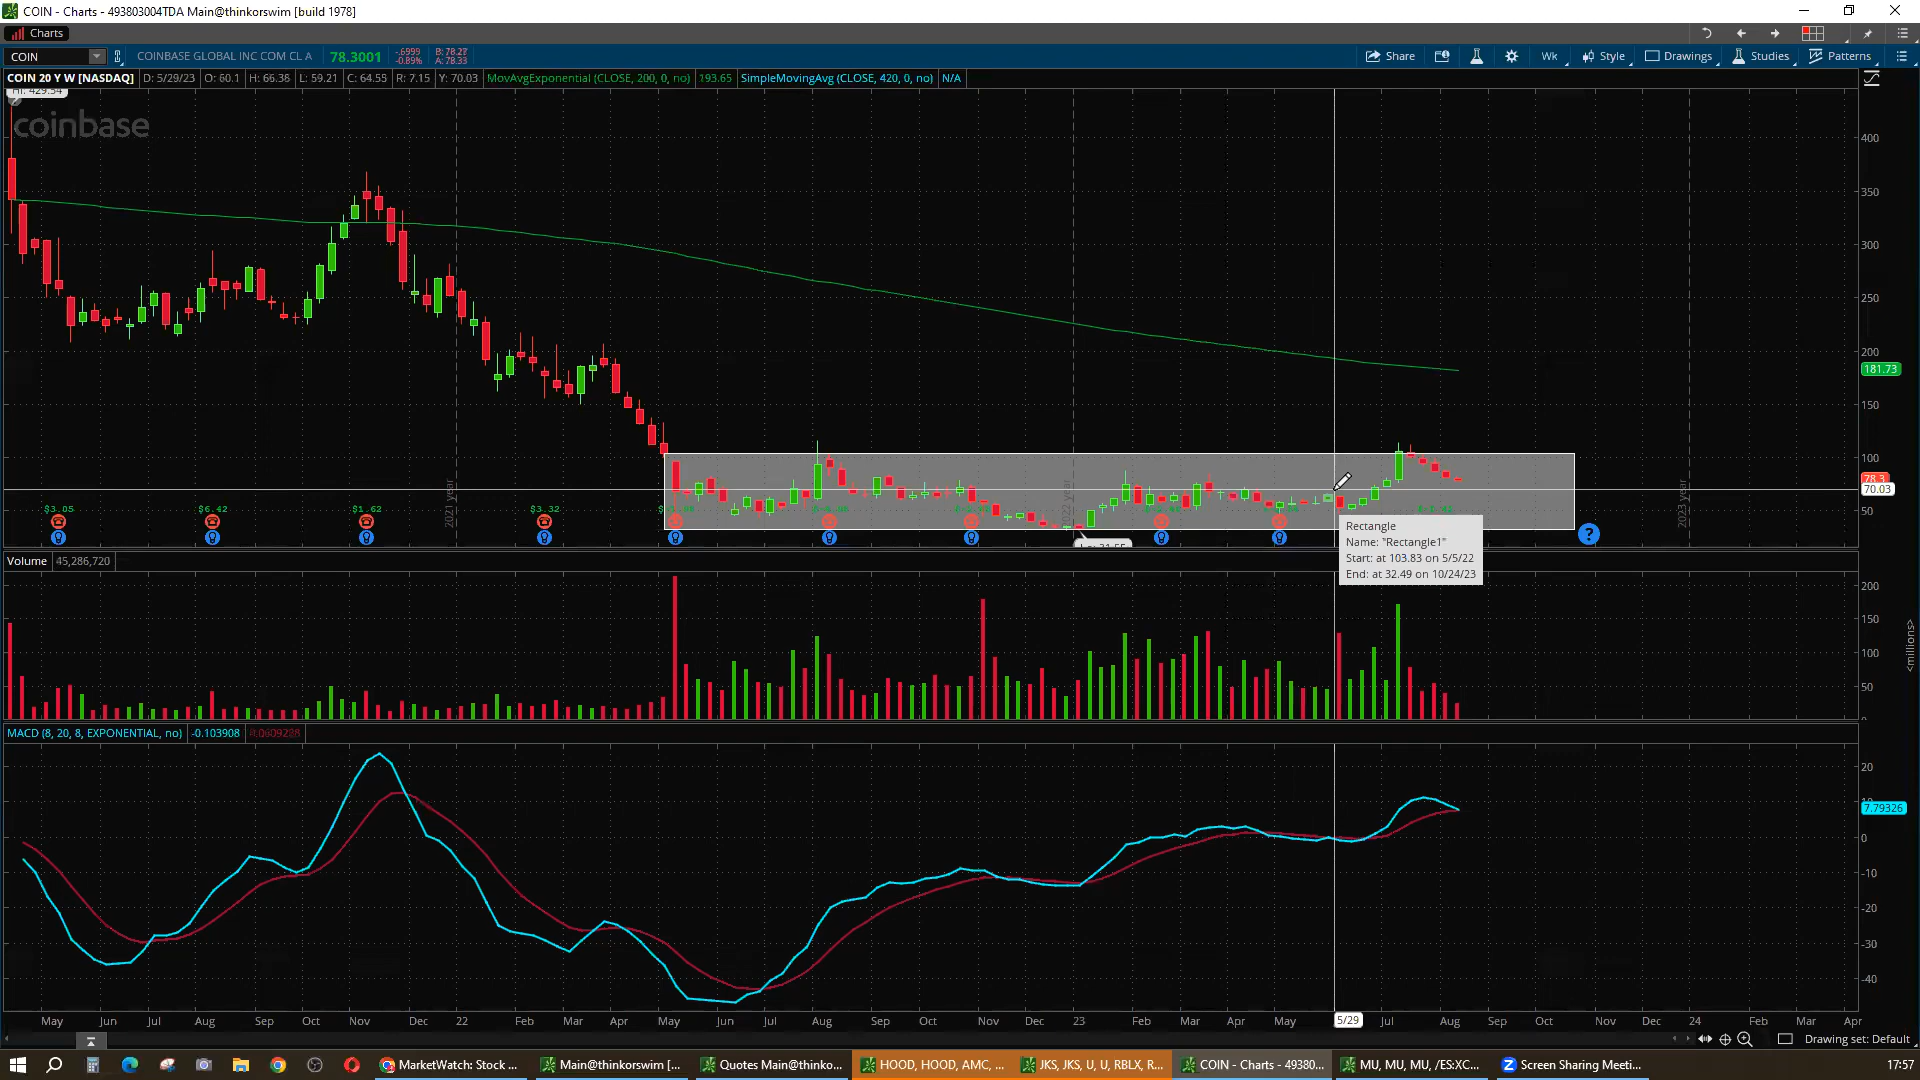 COIN - Charts - 493803004TDA Main@thinkorswim [build 1978]
Charts
COIN COINBASE GLOBAL INC COM CL A 78.3001 -.6999 -0.89% B: 78.27 A: 78.33 Share Wk Style Drawings Studies Patterns
COIN 20 Y W [NASDAQ] D: 5/29/23 O: 60.1 H: 66.36 L: 59.21 C: 64.55 R: 7.15 Y: 70.03 MovAvgExponential (CLOSE, 200, 0, no) 193.65 SimpleMovingAvg (CLOSE, 420, 0, no) N/A
Hi: 429.54
coinbase
400
350
300
250
200
181.73
150
100
78.3
70.03
50
2021 year
2022 year
2023 year
$3.05 $6.42 $1.62 $3.32
Rectangle
Name: "Rectangle1"
Start: at 103.83 on 5/5/22
End: at 32.49 on 10/24/23
?
Volume 45,286,720
200
150
100
50
<millions>
MACD (8, 20, 8, EXPONENTIAL, no) -0.103908
20
7.79326
0
-10
-20
-30
-40
May Jun Jul Aug Sep Oct Nov Dec 22 Feb Mar Apr May Jun Jul Aug Sep Oct Nov Dec 23 Feb Mar Apr May 5/29 Jul Aug Sep Oct Nov Dec 24 Feb Mar Apr
Drawing set: Default
MarketWatch: Stock ... Main@thinkorswim [... Quotes Main@thinko... HOOD, HOOD, AMC, ... JKS, JKS, U, U, RBLX, R... COIN - Charts - 49380... MU, MU, MU, /ES:XC... Screen Sharing Meeti... 17:57